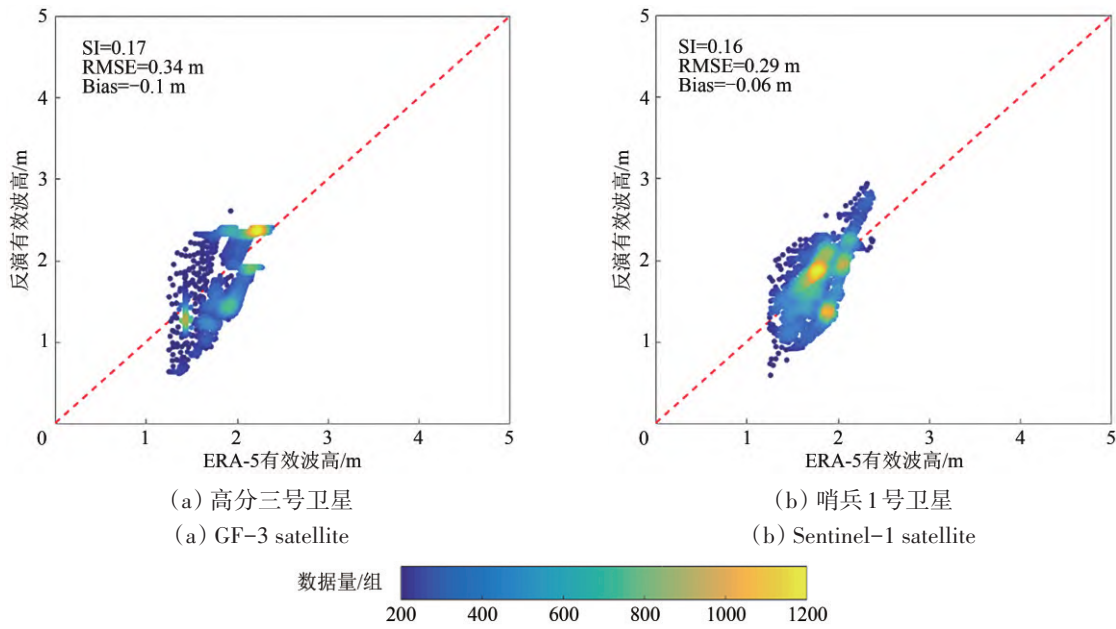 5
4
3
2
1
0
SI=0.17
RMSE=0.34 m
Bias=−0.1 m
反演有效波高/m
1
2
3
4
5
ERA-5有效波高/m
(a) 高分三号卫星
(a) GF-3 satellite
5
4
3
2
1
0
SI=0.16
RMSE=0.29 m
Bias=−0.06 m
反演有效波高/m
1
2
3
4
5
ERA-5有效波高/m
(b) 哨兵1号卫星
(b) Sentinel-1 satellite
数据量/组
200 400 600 800 1000 1200